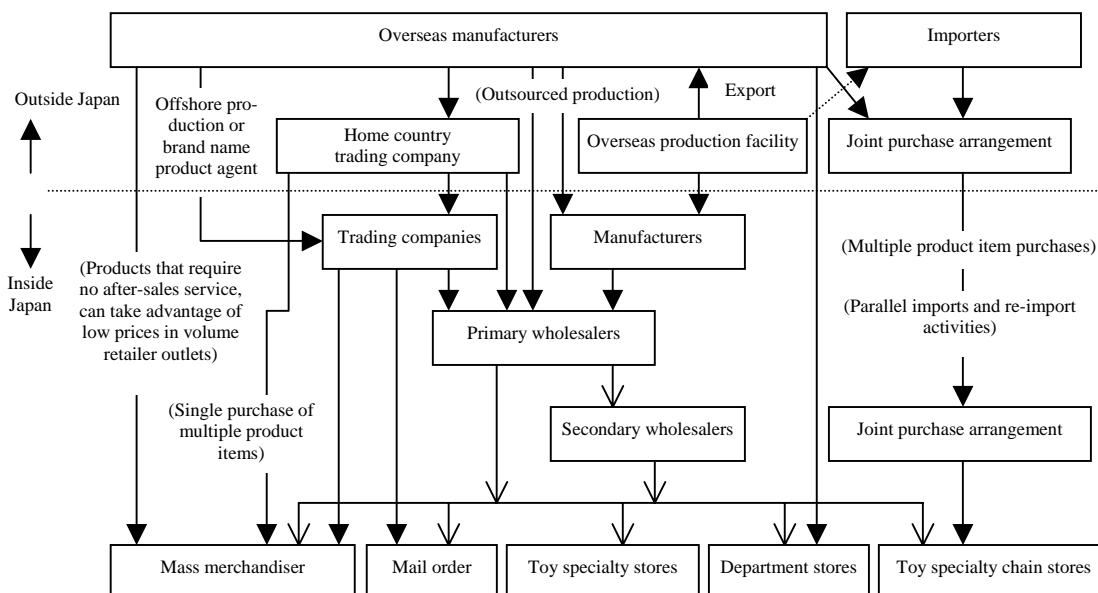 Overseas manufacturers
Importers
Outside Japan
Offshore pro-
duction or
brand name
product agent
(Outsourced production)
Export
Home country
trading company
Overseas production facility
Joint purchase arrangement
Trading companies
Manufacturers
(Multiple product item purchases)
Inside
Japan
(Products that require
no after-sales service,
can take advantage of
low prices in volume
retailer outlets)
(Parallel imports and re-import
activities)
Primary wholesalers
(Single purchase of
multiple product
items)
Secondary wholesalers
Joint purchase arrangement
Mass merchandiser
Mail order
Toy specialty stores
Department stores
Toy specialty chain stores